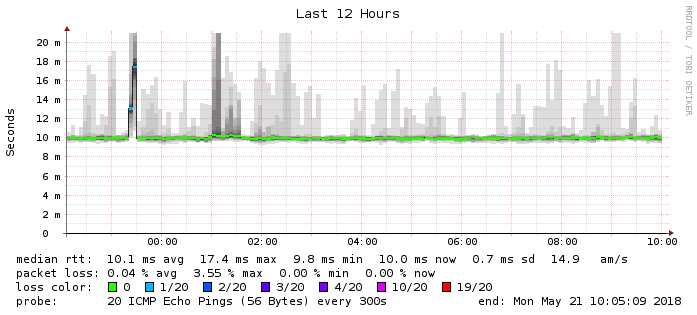 Last 12 Hours
RRDTOOL / TOBI OETIKER
Seconds
20 m
18 m
16 m
14 m
12 m
10 m
8 m
6 m
4 m
2 m
0
00:00 02:00 04:00 06:00 08:00 10:00
median rtt: 10.1 ms avg 17.4 ms max 9.8 ms min 10.0 ms now 0.7 ms sd 14.9 am/s
packet loss: 0.04 % avg 3.55 % max 0.00 % min 0.00 % now
loss color: 0 1/20 2/20 3/20 4/20 10/20 19/20
probe: 20 ICMP Echo Pings (56 Bytes) every 300s end: Mon May 21 10:05:09 2018